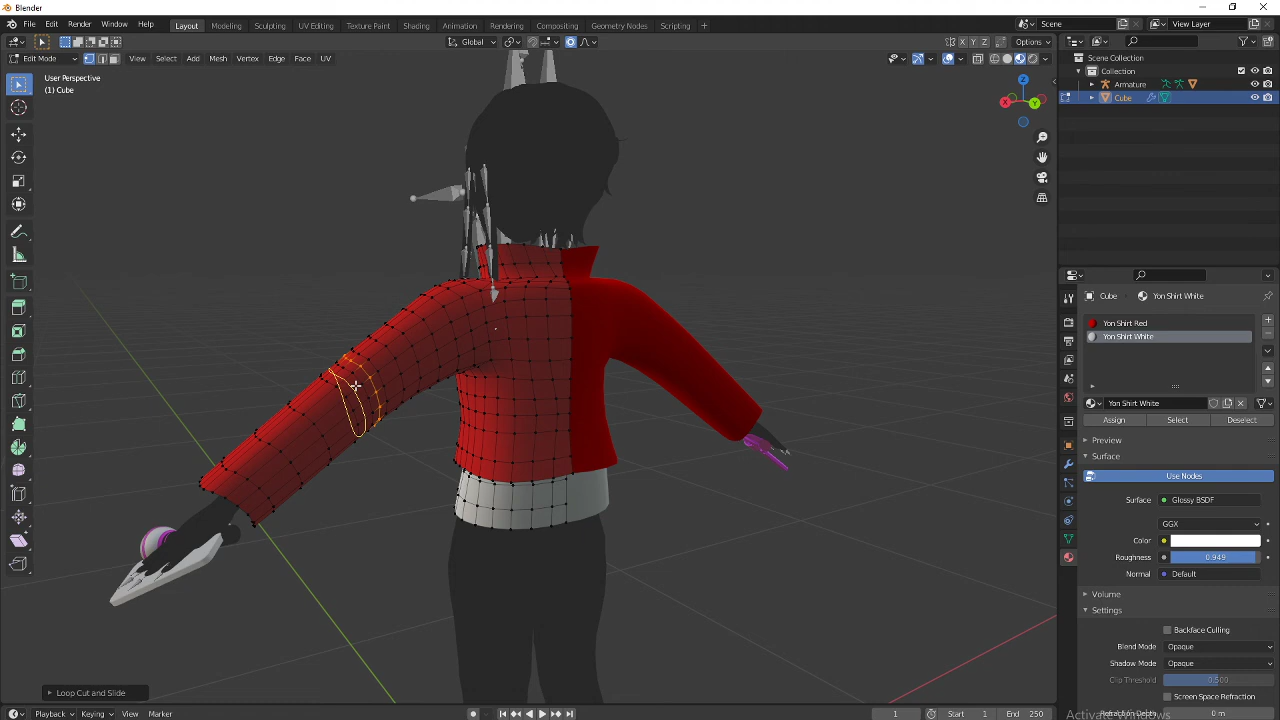 Blender
File Edit Render Window Help Layout Modeling Sculpting UV Editing Texture Paint Shading Animation Rendering Compositing Geometry Nodes Scripting + Scene View Layer
Global X Y Z Options
Edit Mode View Select Add Mesh Vertex Edge Face UV
User Perspective
(1) Cube
Z
X
Y
Scene Collection
Collection
Armature
Cube
Cube Yon Shirt White
Yon Shirt Red
Yon Shirt White
Yon Shirt White
Assign Select Deselect
Preview
Surface
Use Nodes
Surface Glossy BSDF
GGX
Color
Roughness 0.949
Normal Default
Volume
Settings
Backface Culling
Blend Mode Opaque
Shadow Mode Opaque
Clip Threshold 0.500
Screen Space Refraction
Refraction Depth 0 m
Loop Cut and Slide
Activate Windows
Playback Keying View Marker 1 Start 1 End 250